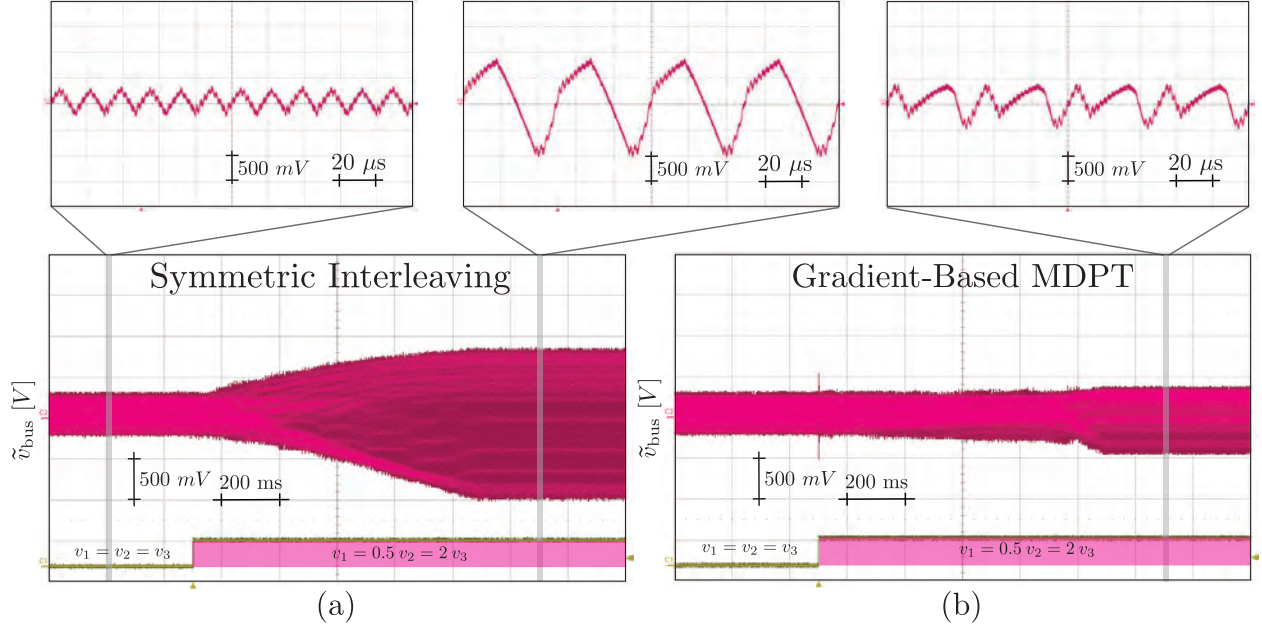 500 mV
20 μs
500 mV
20 μs
500 mV
20 μs
Symmetric Interleaving
ṽbus [V]
500 mV
200 ms
v1 = v2 = v3
v1 = 0.5 v2 = 2 v3
(a)
Gradient-Based MDPT
ṽbus [V]
500 mV
200 ms
v1 = v2 = v3
v1 = 0.5 v2 = 2 v3
(b)